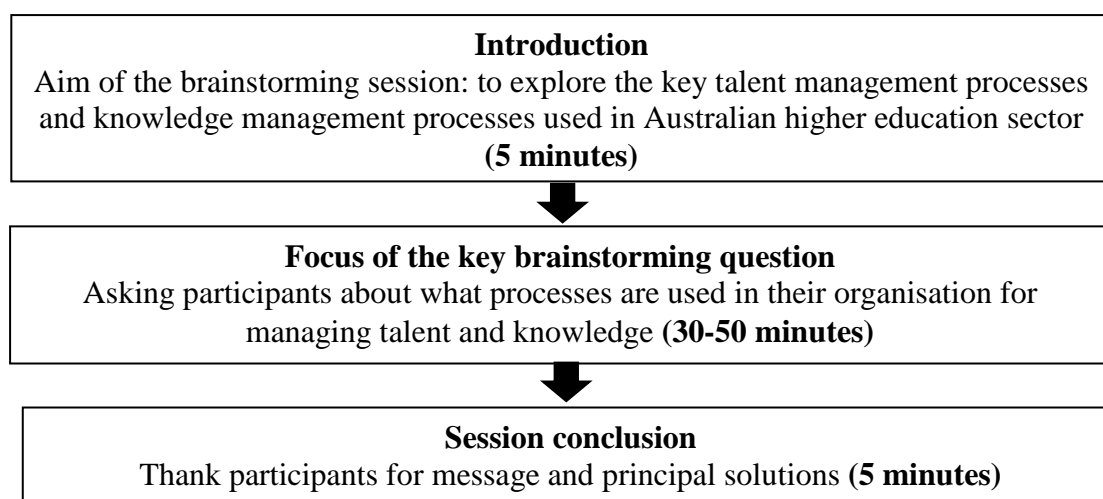 Introduction
Aim of the brainstorming session: to explore the key talent management processes
and knowledge management processes used in Australian higher education sector
(5 minutes)
Focus of the key brainstorming question
Asking participants about what processes are used in their organisation for
managing talent and knowledge (30-50 minutes)
Session conclusion
Thank participants for message and principal solutions (5 minutes)